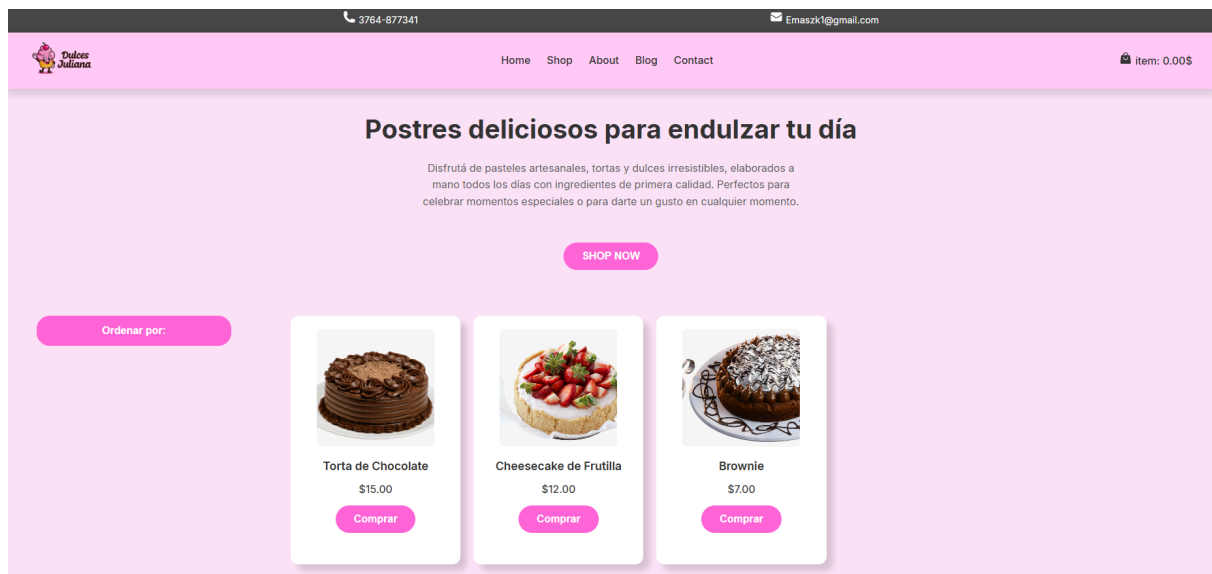 3764-877341
Emaszk1@gmail.com
Dulces
Juliana
Home Shop About Blog Contact
item: 0.00$
Postres deliciosos para endulzar tu día
Disfrutá de pasteles artesanales, tortas y dulces irresistibles, elaborados a
mano todos los días con ingredientes de primera calidad. Perfectos para
celebrar momentos especiales o para darte un gusto en cualquier momento.
SHOP NOW
Ordenar por:
Torta de Chocolate
$15.00
Comprar
Cheesecake de Frutilla
$12.00
Comprar
Brownie
$7.00
Comprar